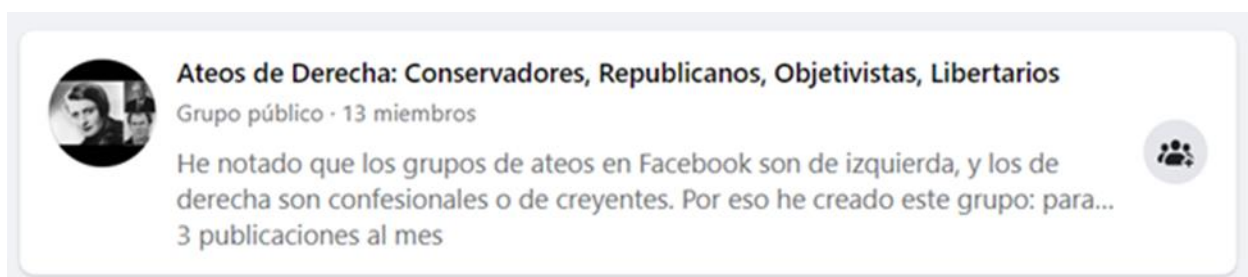 Ateos de Derecha: Conservadores, Republicanos, Objetivistas, Libertarios
Grupo público · 13 miembros
He notado que los grupos de ateos en Facebook son de izquierda, y los de
derecha son confesionales o de creyentes. Por eso he creado este grupo: para...
3 publicaciones al mes